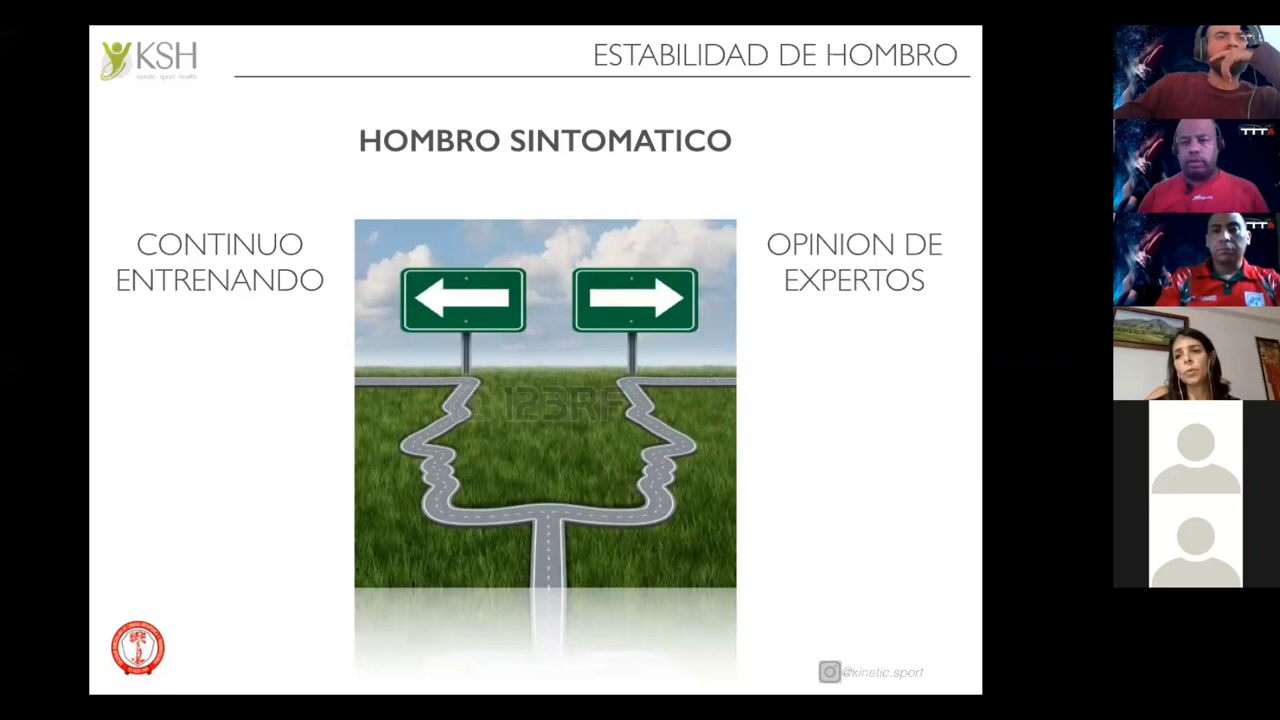 KSH
kinetic · sport · health
ESTABILIDAD DE HOMBRO
HOMBRO SINTOMATICO
CONTINUO
ENTRENANDO
OPINION DE
EXPERTOS
123RF
@kinetic.sport